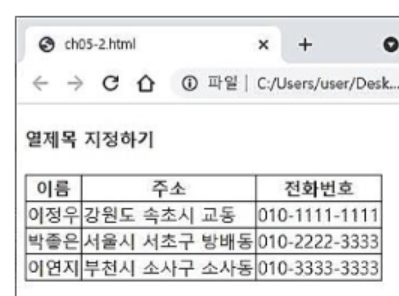 ch05-2.html
파일 | C:/Users/user/Desk...
열제목 지정하기
이름 주소 전화번호
이정우 강원도 속초시 교동 010-1111-1111
박좋은 서울시 서초구 방배동 010-2222-3333
이연지 부천시 소사구 소사동 010-3333-3333